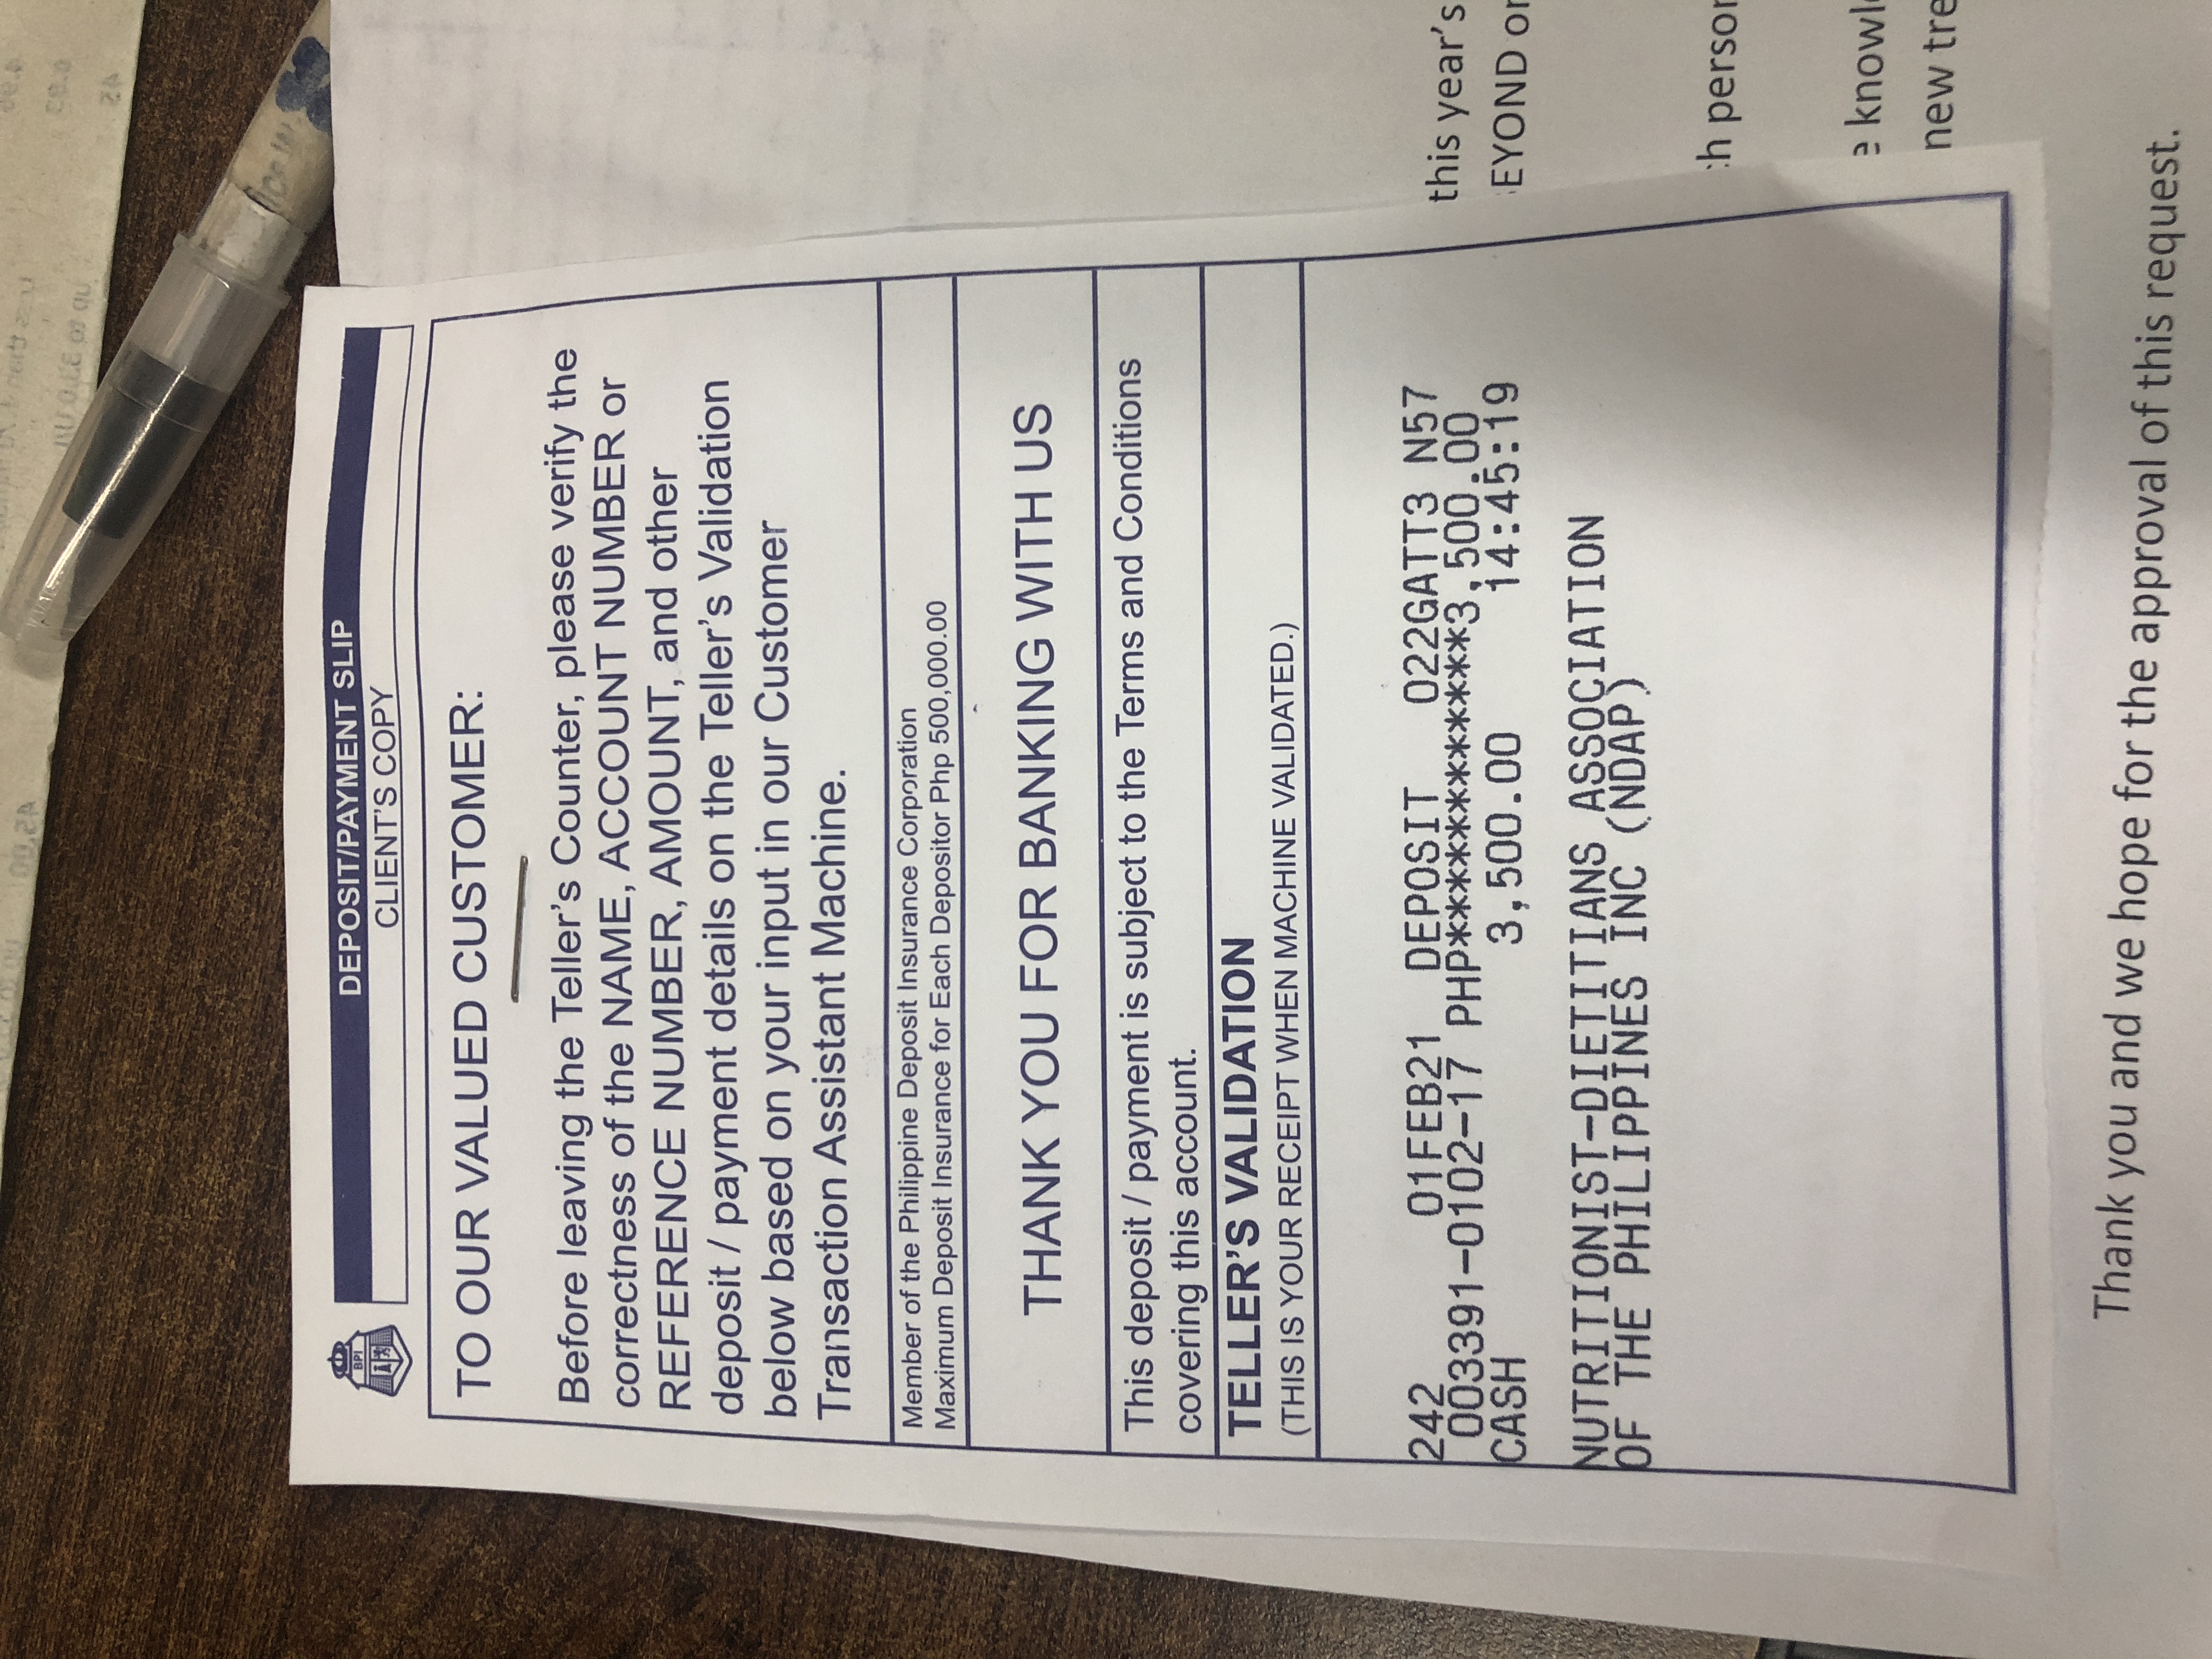 BPI
DEPOSIT/PAYMENT SLIP
CLIENT'S COPY
TO OUR VALUED CUSTOMER:
Before leaving the Teller's Counter, please verify the
correctness of the NAME, ACCOUNT NUMBER or
REFERENCE NUMBER, AMOUNT, and other
deposit / payment details on the Teller's Validation
below based on your input in our Customer
Transaction Assistant Machine.
Member of the Philippine Deposit Insurance Corporation
Maximum Deposit Insurance for Each Depositor Php 500,000.00
THANK YOU FOR BANKING WITH US
This deposit / payment is subject to the Terms and Conditions
covering this account.
TELLER'S VALIDATION
(THIS IS YOUR RECEIPT WHEN MACHINE VALIDATED.)
242 01FEB21 DEPOSIT 022GATT3 N57
003391-0102-17 PHP************3,500.00
CASH 3,500.00 14:45:19
NUTRITIONIST-DIETITIANS ASSOCIATION
OF THE PHILIPPINES INC (NDAP)
this year's
EYOND
person
new
Thank you and we hope for the approval of this request.